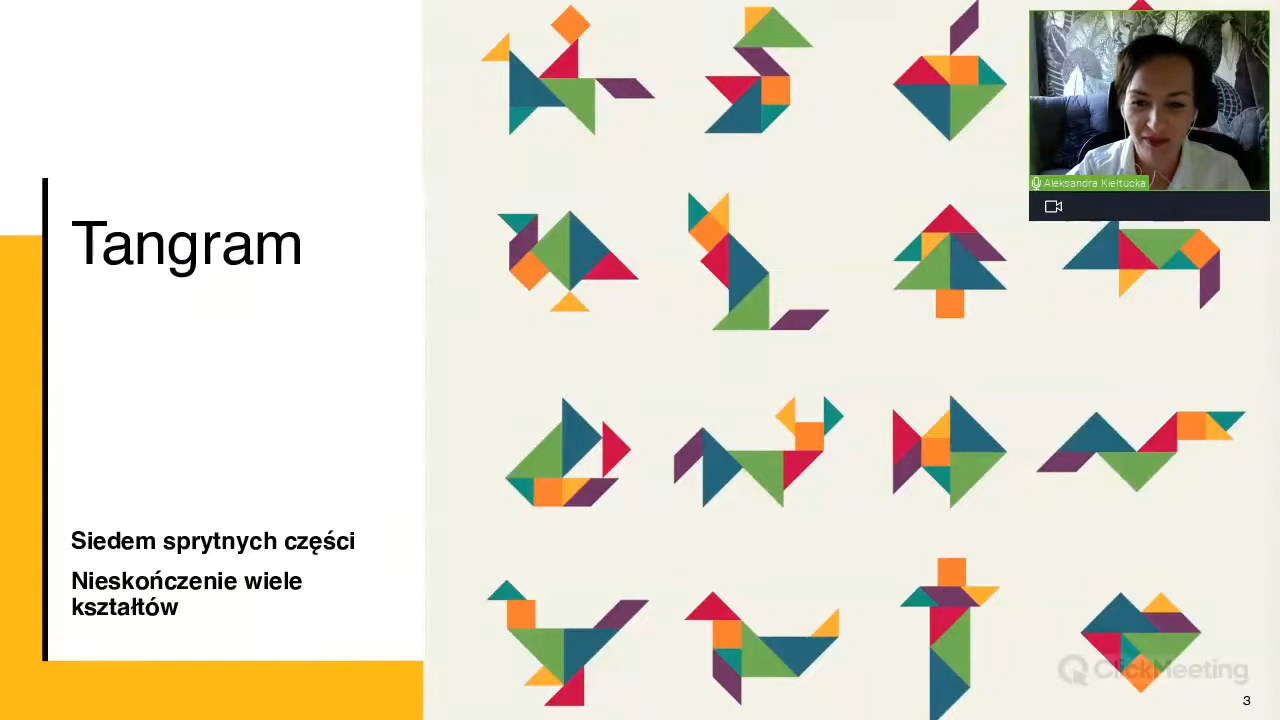 Aleksandra Kiełtucka
Tangram
Siedem sprytnych części
Nieskończenie wiele
kształtów
ClickMeeting
3